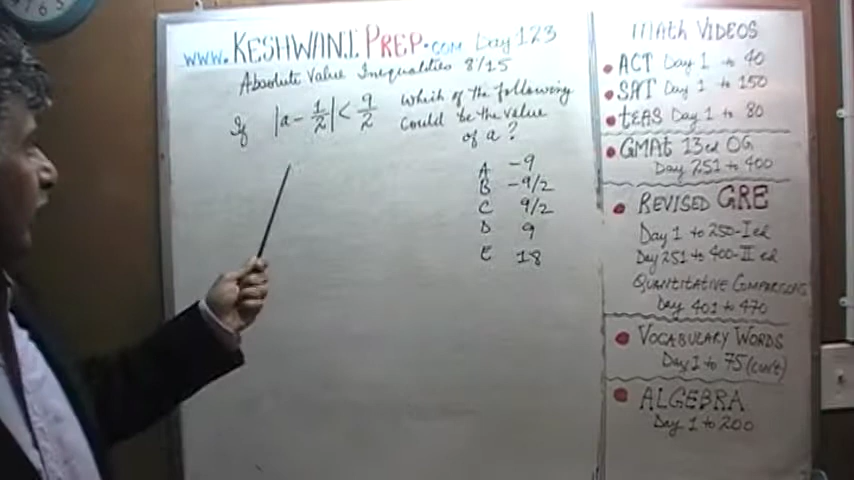 www.KESHWANI PREP.com Day 123
Absolute Value Inequalities 8/15
If |a - 1/2| < 9/2 which of the following
could be the value
of a?
A -9
B -9/2
C 9/2
D 9
E 18
Math Videos
ACT Day 1 to 40
SAT Day 1 to 150
tEAS Day 1 to 80
GMAt 13ed OG
Day 251 to 400
REVISED GRE
Day 1 to 250-I ed
Day 251 to 400-II ed
QUANTITATIVE COMPARISONS
Day 401 to 470
VOCABULARY WORDS
Day 1 to 75 (con't)
ALGEBRA
Day 1 to 200